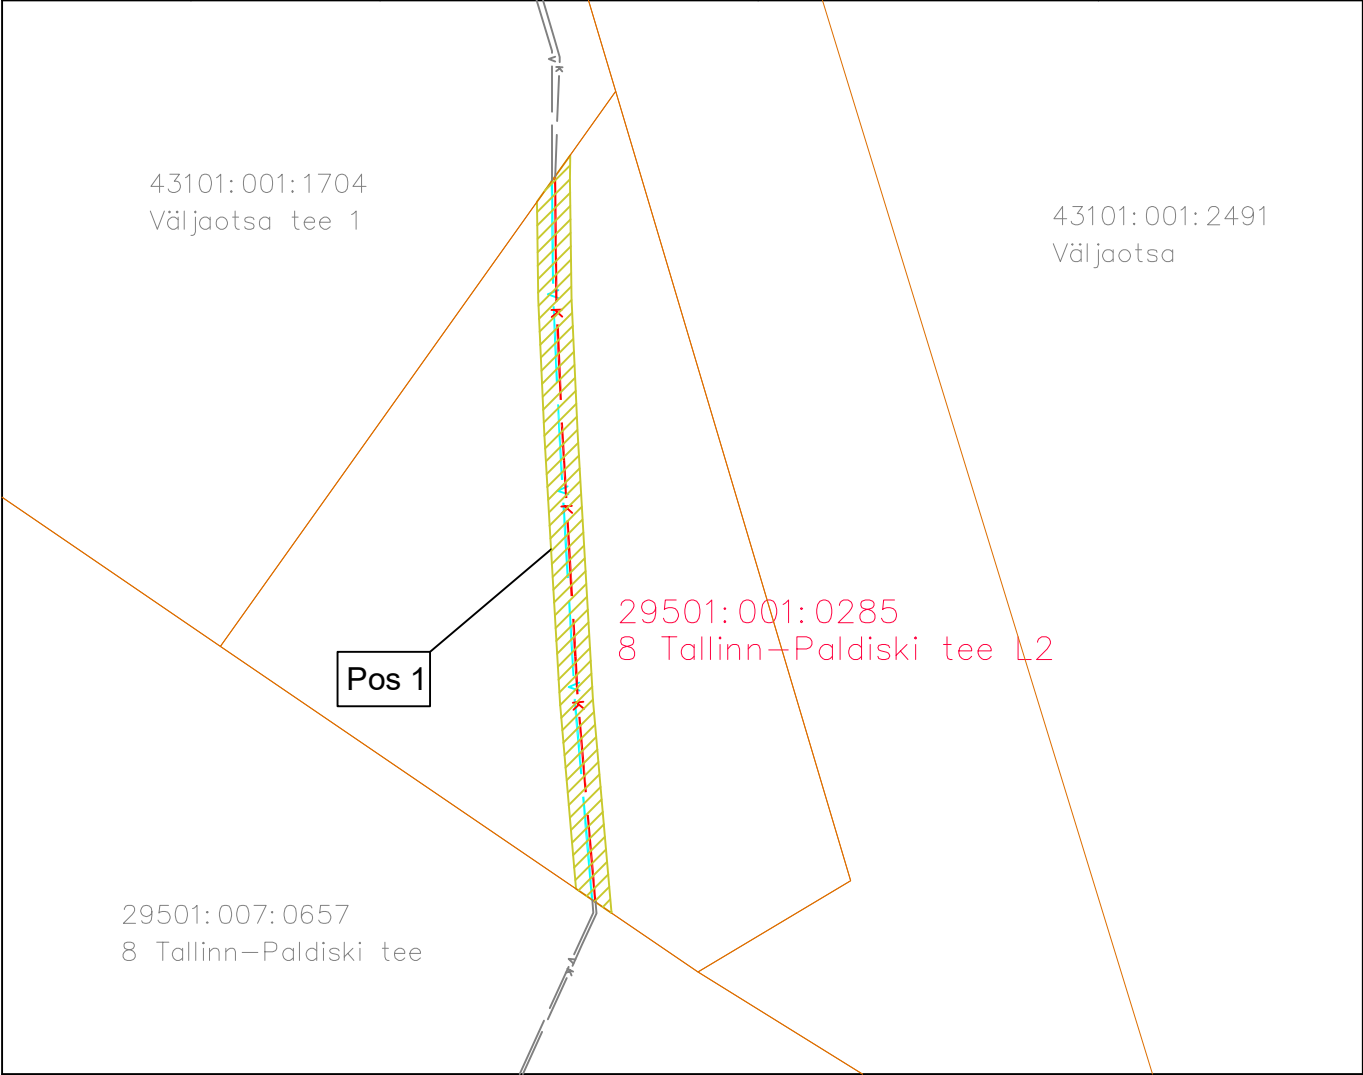 V K
43101:001:1704
Väljaotsa tee 1
43101:001:2491
Väljaotsa
V
K
V
K
29501:001:0285
8 Tallinn-Paldiski tee L2
Pos 1
V
K
29501:007:0657
8 Tallinn-Paldiski tee
V K